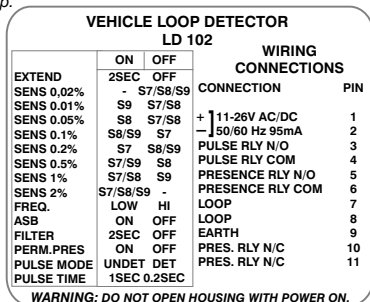 p.
VEHICLE LOOP DETECTOR
LD 102
ON OFF
EXTEND 2SEC OFF
SENS 0,02% - S7/S8/S9
SENS 0.01% S9 S7/S8
SENS 0.05% S8 S7/S8
SENS 0.1% S8/S9 S7
SENS 0.2% S7 S8/S9
SENS 0.5% S7/S9 S8
SENS 1% S7/S8 S9
SENS 2% S7/S8/S9 -
FREQ. LOW HI
ASB ON OFF
FILTER 2SEC OFF
PERM.PRES ON OFF
PULSE MODE UNDET DET
PULSE TIME 1SEC 0.2SEC
WIRING
CONNECTIONS
CONNECTION PIN
+ 11-26V AC/DC 1
- 50/60 Hz 95mA 2
PULSE RLY N/O 3
PULSE RLY COM 4
PRESENCE RLY N/O 5
PRESENCE RLY COM 6
LOOP 7
LOOP 8
EARTH 9
PRES. RLY N/C 10
PRES. RLY N/C 11
WARNING: DO NOT OPEN HOUSING WITH POWER ON.